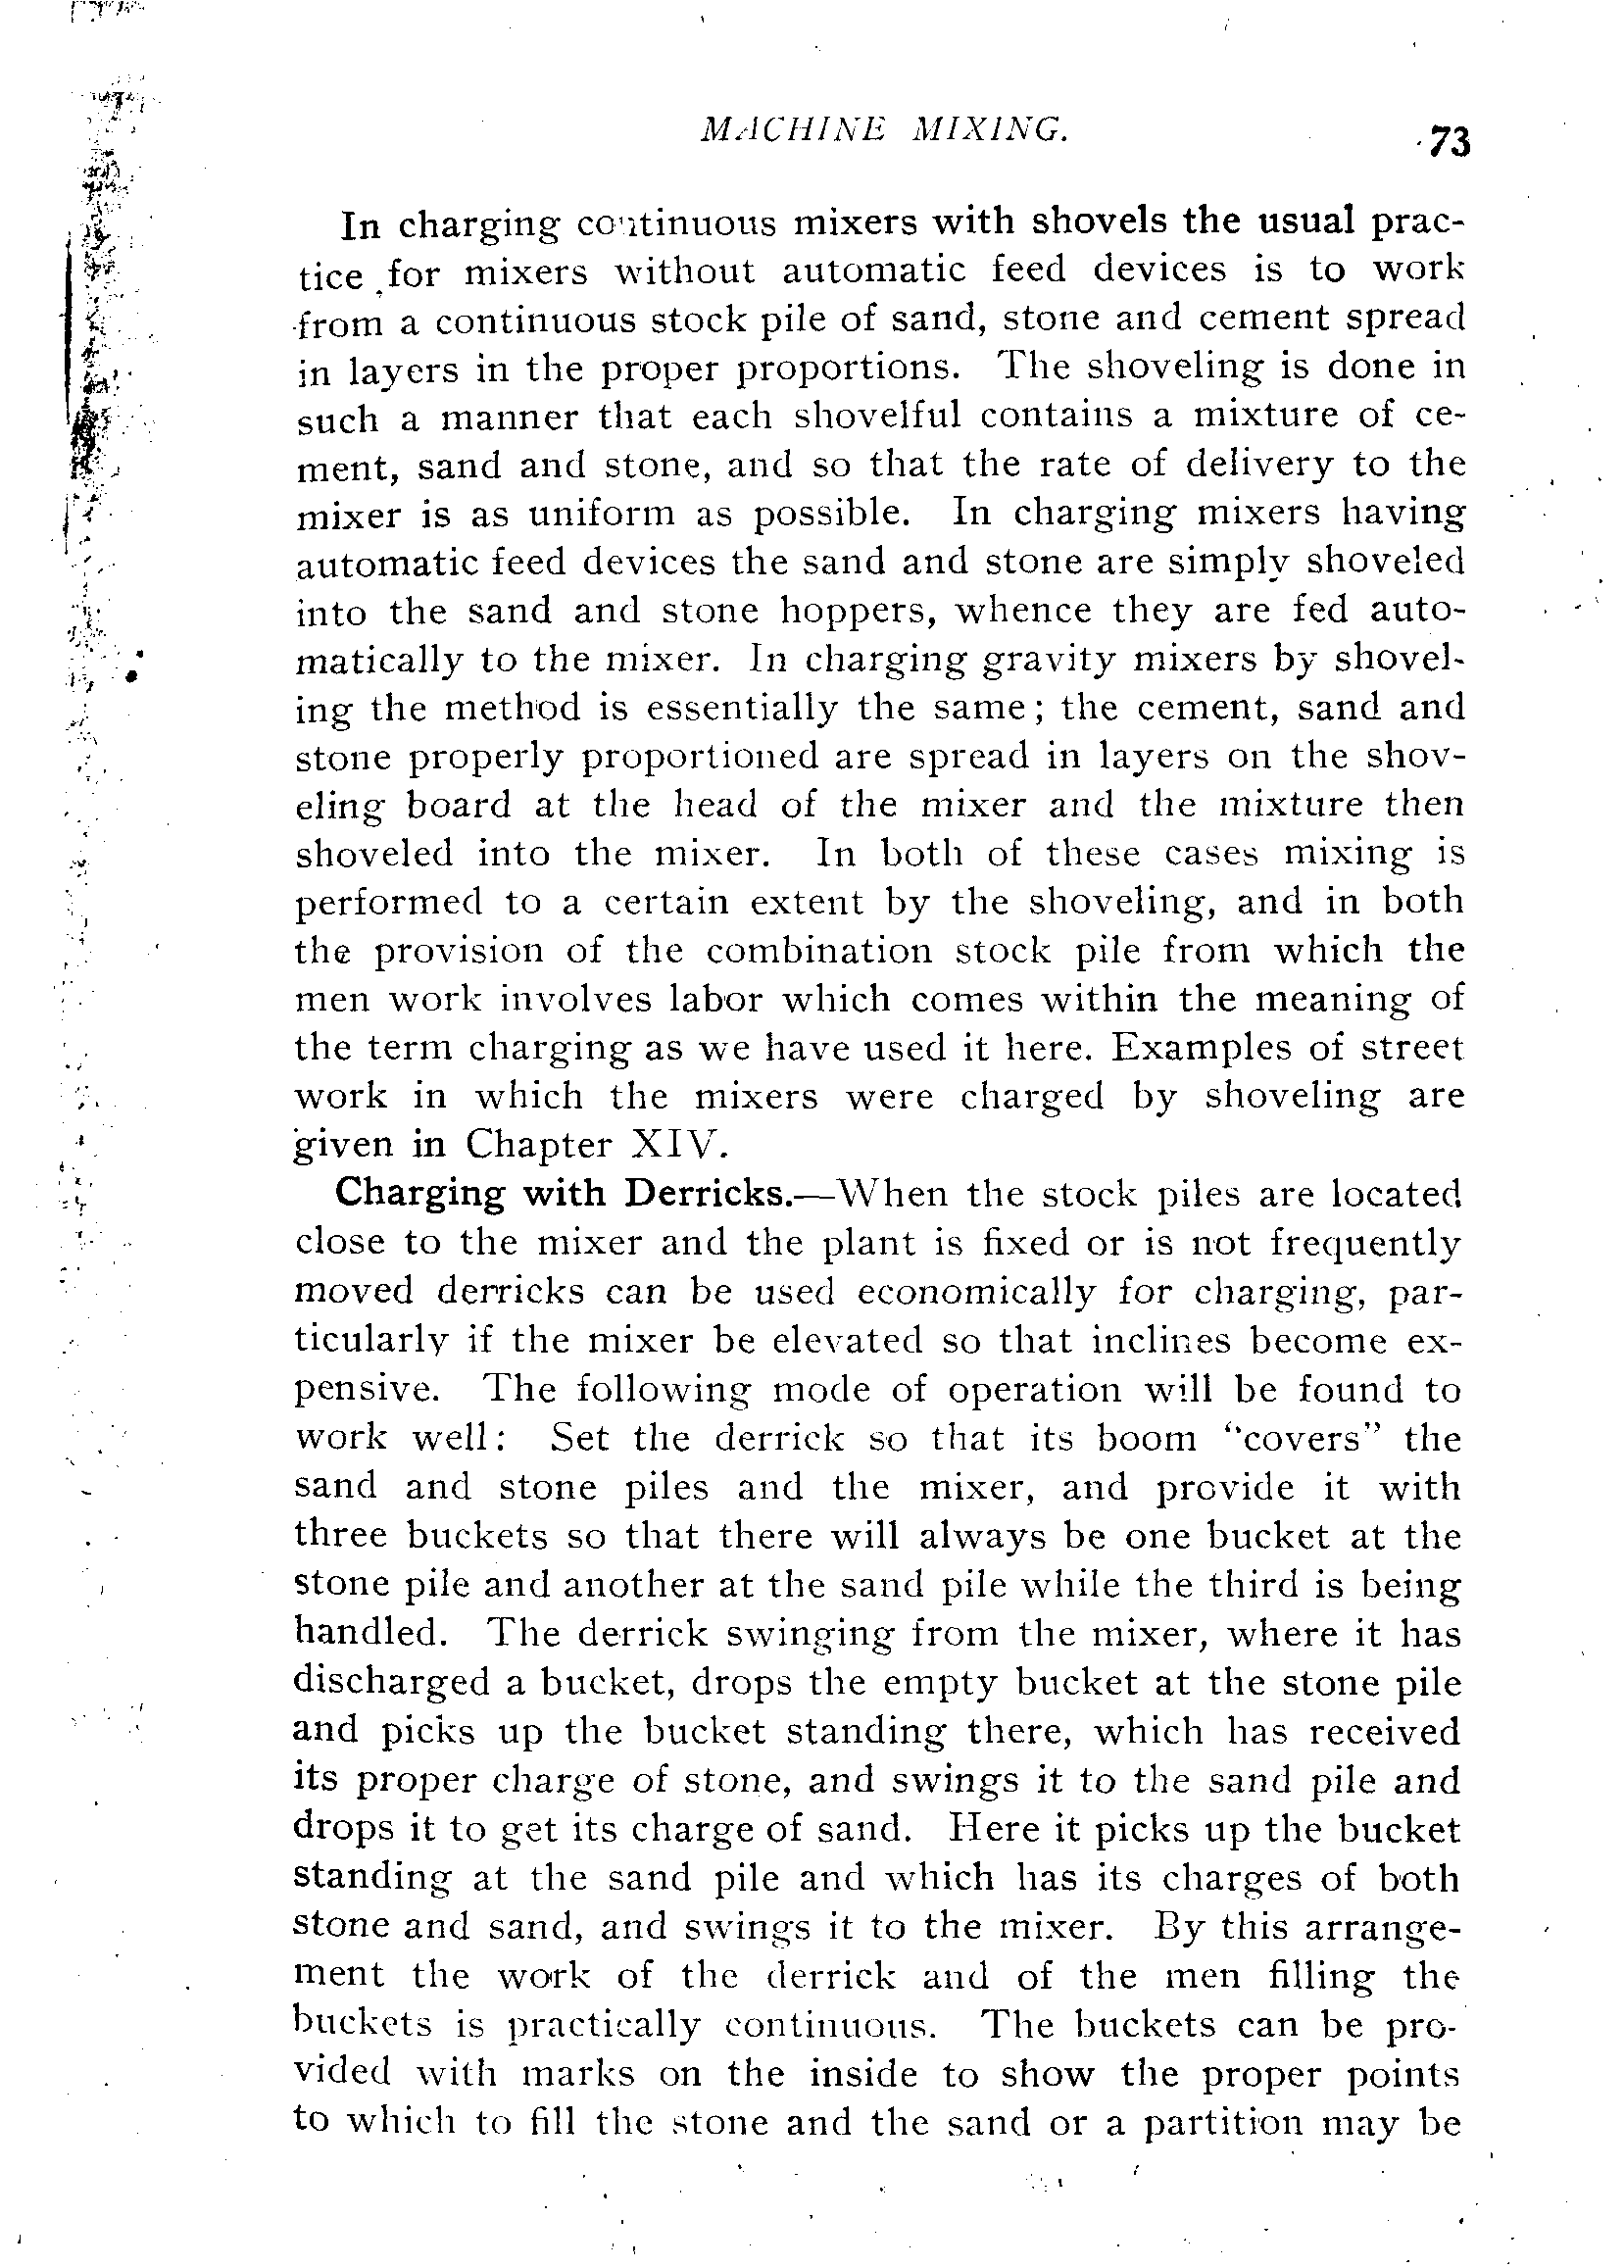 MACHINE MIXING.
73
In charging continuous mixers with shovels the usual prac-
tice for mixers without automatic feed devices is to work
from a continuous stock pile of sand, stone and cement spread
in layers in the proper proportions. The shoveling is done in
such a manner that each shovelful contains a mixture of ce-
ment, sand and stone, and so that the rate of delivery to the
mixer is as uniform as possible. In charging mixers having
automatic feed devices the sand and stone are simply shoveled
into the sand and stone hoppers, whence they are fed auto-
matically to the mixer. In charging gravity mixers by shovel-
ing the method is essentially the same; the cement, sand and
stone properly proportioned are spread in layers on the shov-
eling board at the head of the mixer and the mixture then
shoveled into the mixer. In both of these cases mixing is
performed to a certain extent by the shoveling, and in both
the provision of the combination stock pile from which the
men work involves labor which comes within the meaning of
the term charging as we have used it here. Examples of street
work in which the mixers were charged by shoveling are
given in Chapter XIV.
Charging with Derricks.—When the stock piles are located
close to the mixer and the plant is fixed or is not frequently
moved derricks can be used economically for charging, par-
ticularly if the mixer be elevated so that inclines become ex-
pensive. The following mode of operation will be found to
work well: Set the derrick so that its boom "covers" the
sand and stone piles and the mixer, and provide it with
three buckets so that there will always be one bucket at the
stone pile and another at the sand pile while the third is being
handled. The derrick swinging from the mixer, where it has
discharged a bucket, drops the empty bucket at the stone pile
and picks up the bucket standing there, which has received
its proper charge of stone, and swings it to the sand pile and
drops it to get its charge of sand. Here it picks up the bucket
standing at the sand pile and which has its charges of both
stone and sand, and swings it to the mixer. By this arrange-
ment the work of the derrick and of the men filling the
buckets is practically continuous. The buckets can be pro-
vided with marks on the inside to show the proper points
to which to fill the stone and the sand or a partition may be